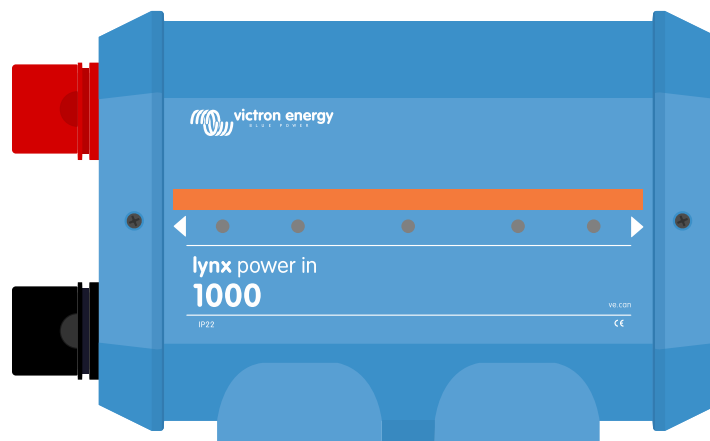 victron energy
BLUE POWER
lynx power in
1000
ve.can
IP22
CE